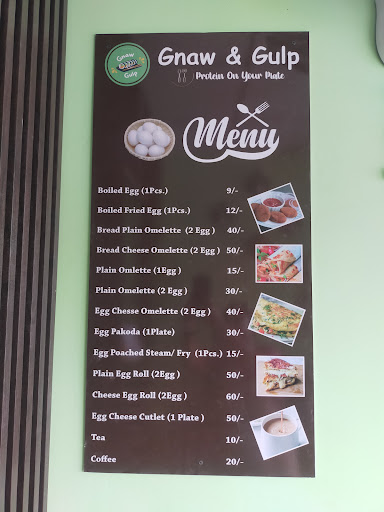 Gnaw
Gulp
Gnaw & Gulp
Protein On Your Plate
Menu
Boiled Egg (1Pcs.) 9/-
Boiled Fried Egg (1Pcs.) 12/-
Bread Plain Omelette (2 Egg ) 40/-
Bread Cheese Omelette (2 Egg ) 50/-
Plain Omlette (1Egg ) 15/-
Plain Omelette (2 Egg ) 30/-
Egg Chesse Omelette (2 Egg ) 40/-
Egg Pakoda (1Plate) 30/-
Egg Poached Steam/ Fry (1Pcs.) 15/-
Plain Egg Roll (2Egg ) 50/-
Cheese Egg Roll (2Egg ) 60/-
Egg Cheese Cutlet (1 Plate ) 50/-
Tea 10/-
Coffee 20/-